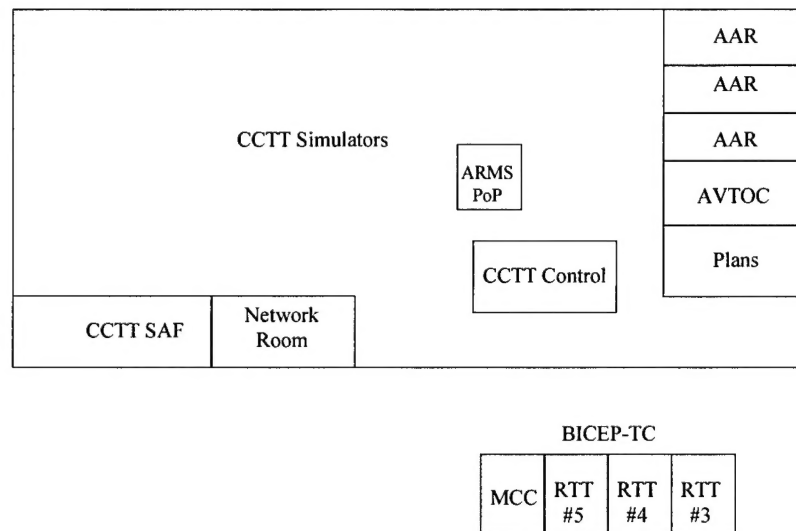 AAR
AAR
CCTT Simulators
AAR
ARMS
PoP
AVTOC
CCTT Control
Plans
CCTT SAF
Network
Room
BICEP-TC
MCC
RTT
#5
RTT
#4
RTT
#3